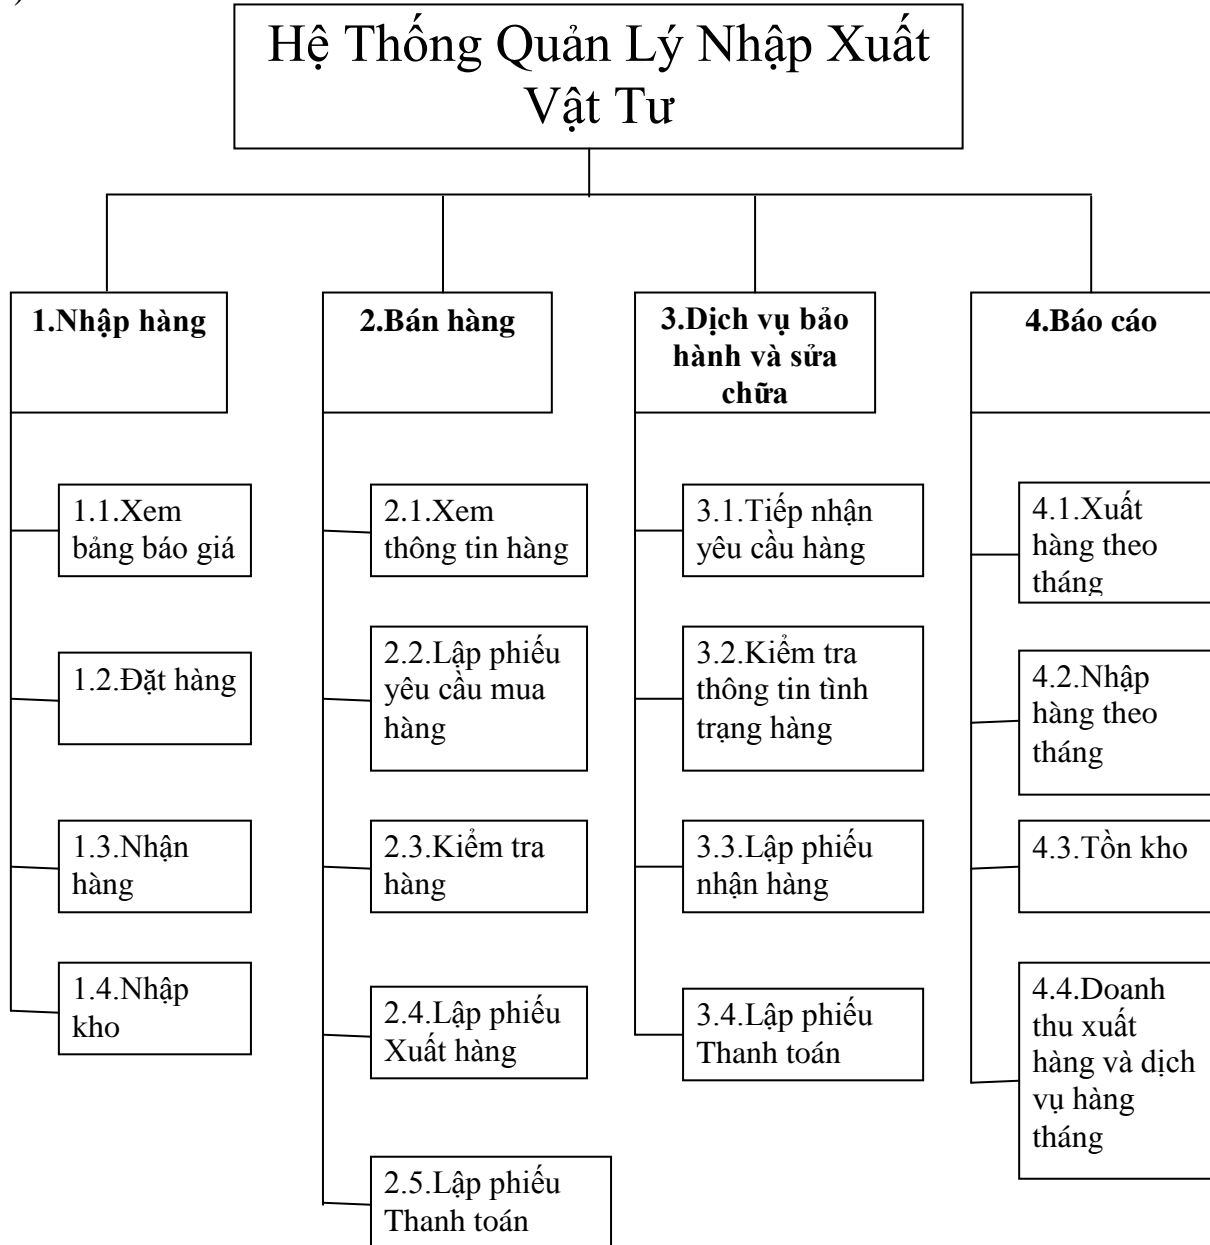 )
Hệ Thống Quản Lý Nhập Xuất
Vật Tư
1.Nhập hàng
2.Bán hàng
3.Dịch vụ bảo
hành và sửa
chữa
4.Báo cáo
1.1.Xem
bảng báo giá
1.2.Đặt hàng
1.3.Nhận
hàng
1.4.Nhập
kho
2.1.Xem
thông tin hàng
2.2.Lập phiếu
yêu cầu mua
hàng
2.3.Kiểm tra
hàng
2.4.Lập phiếu
Xuất hàng
2.5.Lập phiếu
Thanh toán
3.1.Tiếp nhận
yêu cầu hàng
3.2.Kiểm tra
thông tin tình
trạng hàng
3.3.Lập phiếu
nhận hàng
3.4.Lập phiếu
Thanh toán
4.1.Xuất
hàng theo
tháng
4.2.Nhập
hàng theo
tháng
4.3.Tồn kho
4.4.Doanh
thu xuất
hàng và dịch
vụ hàng
tháng